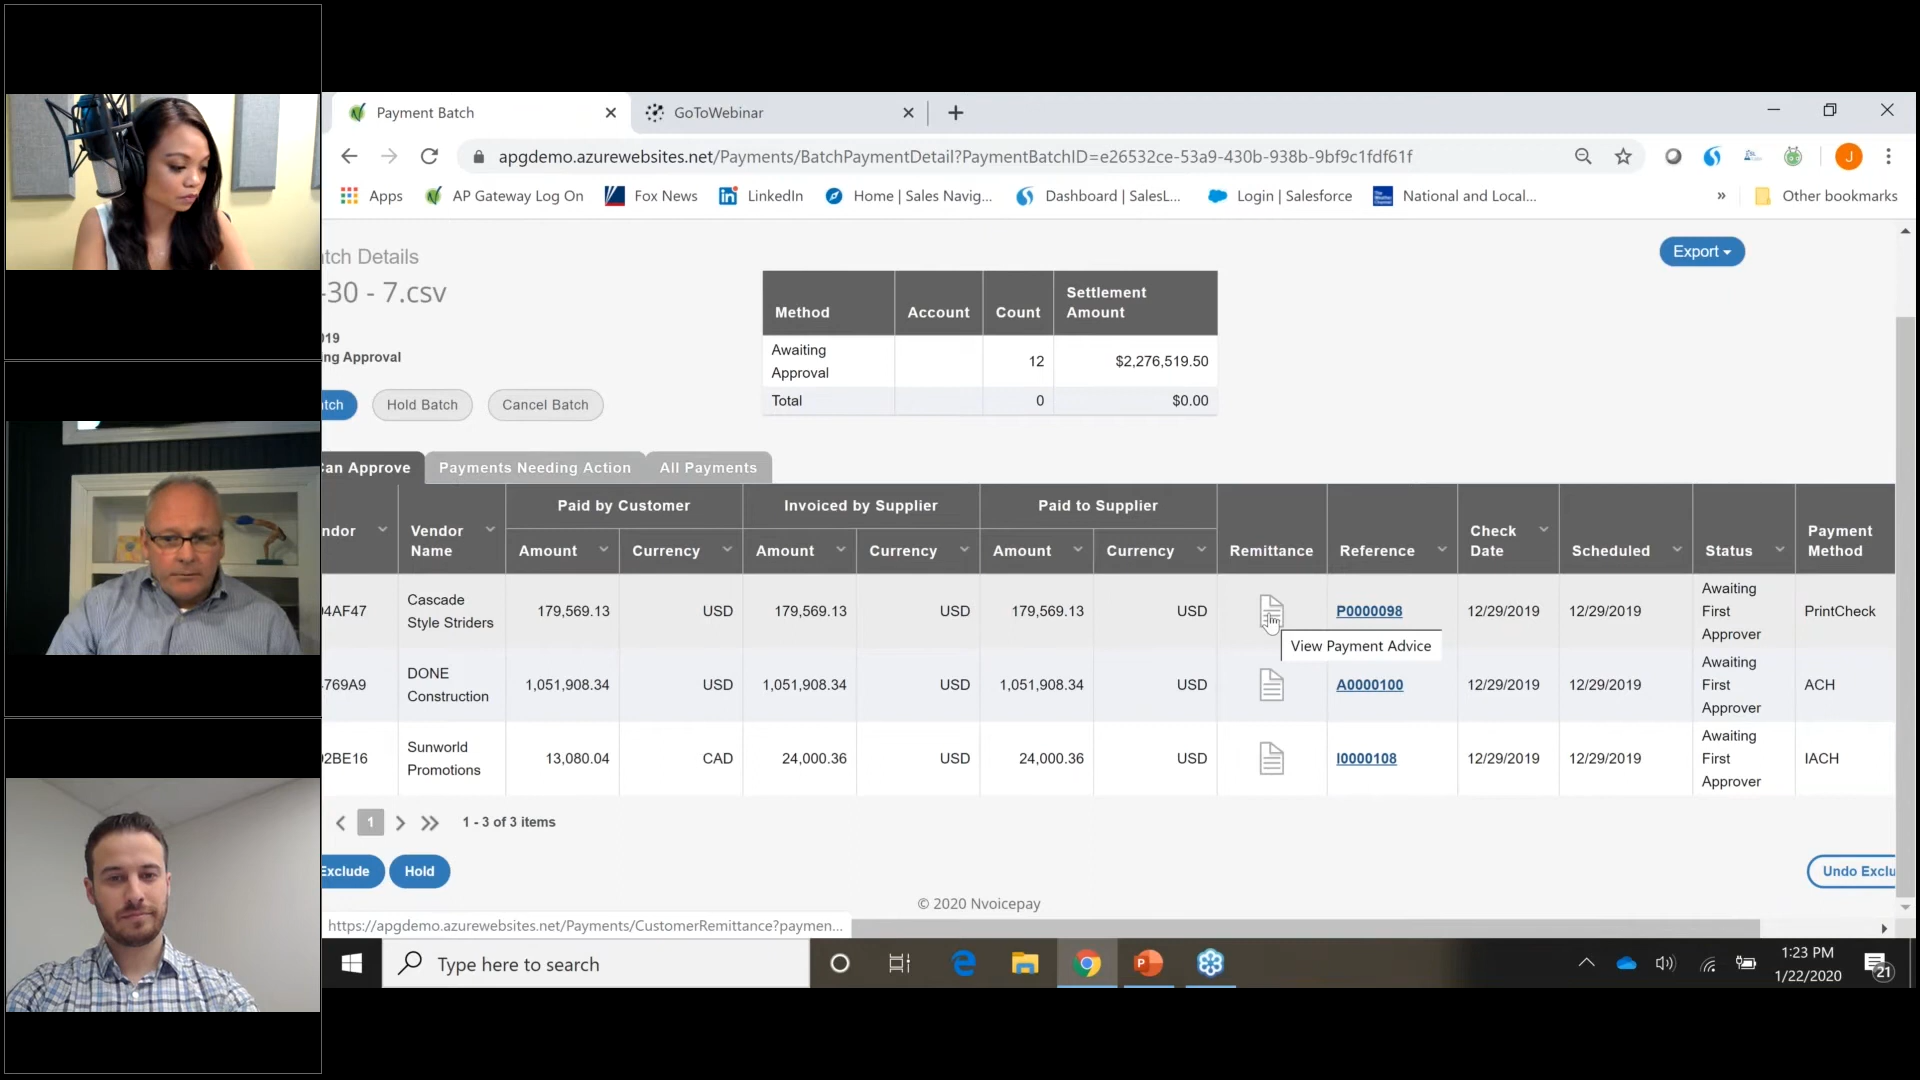 Payment Batch
GoToWebinar
apgdemo.azurewebsites.net/Payments/BatchPaymentDetail?PaymentBatchID=e26532ce-53a9-430b-938b-9bf9c1fdf61f
J
Apps
AP Gateway Log On
Fox News
LinkedIn
Home | Sales Navig...
Dashboard | SalesL...
Login | Salesforce
National and Local...
»
Other bookmarks
tch Details
-30 - 7.csv
019
ng Approval
tch
Hold Batch
Cancel Batch
Export
Method Account Count Settlement Amount
Awaiting Approval 12 $2,276,519.50
Total 0 $0.00
Can Approve
Payments Needing Action
All Payments
ndor
Vendor Name
Paid by Customer
Invoiced by Supplier
Paid to Supplier
Amount Currency Amount Currency Amount Currency
Remittance
Reference
Check Date
Scheduled
Status
Payment Method
4AF47 Cascade Style Striders 179,569.13 USD 179,569.13 USD 179,569.13 USD P0000098 12/29/2019 12/29/2019 Awaiting First Approver PrintCheck
View Payment Advice
769A9 DONE Construction 1,051,908.34 USD 1,051,908.34 USD 1,051,908.34 USD A0000100 12/29/2019 12/29/2019 Awaiting First Approver ACH
2BE16 Sunworld Promotions 13,080.04 CAD 24,000.36 USD 24,000.36 USD I0000108 12/29/2019 12/29/2019 Awaiting First Approver IACH
1
1 - 3 of 3 items
Exclude
Hold
Undo Exclu
© 2020 Nvoicepay
https://apgdemo.azurewebsites.net/Payments/CustomerRemittance?paymen...
Type here to search
1:23 PM
1/22/2020
21